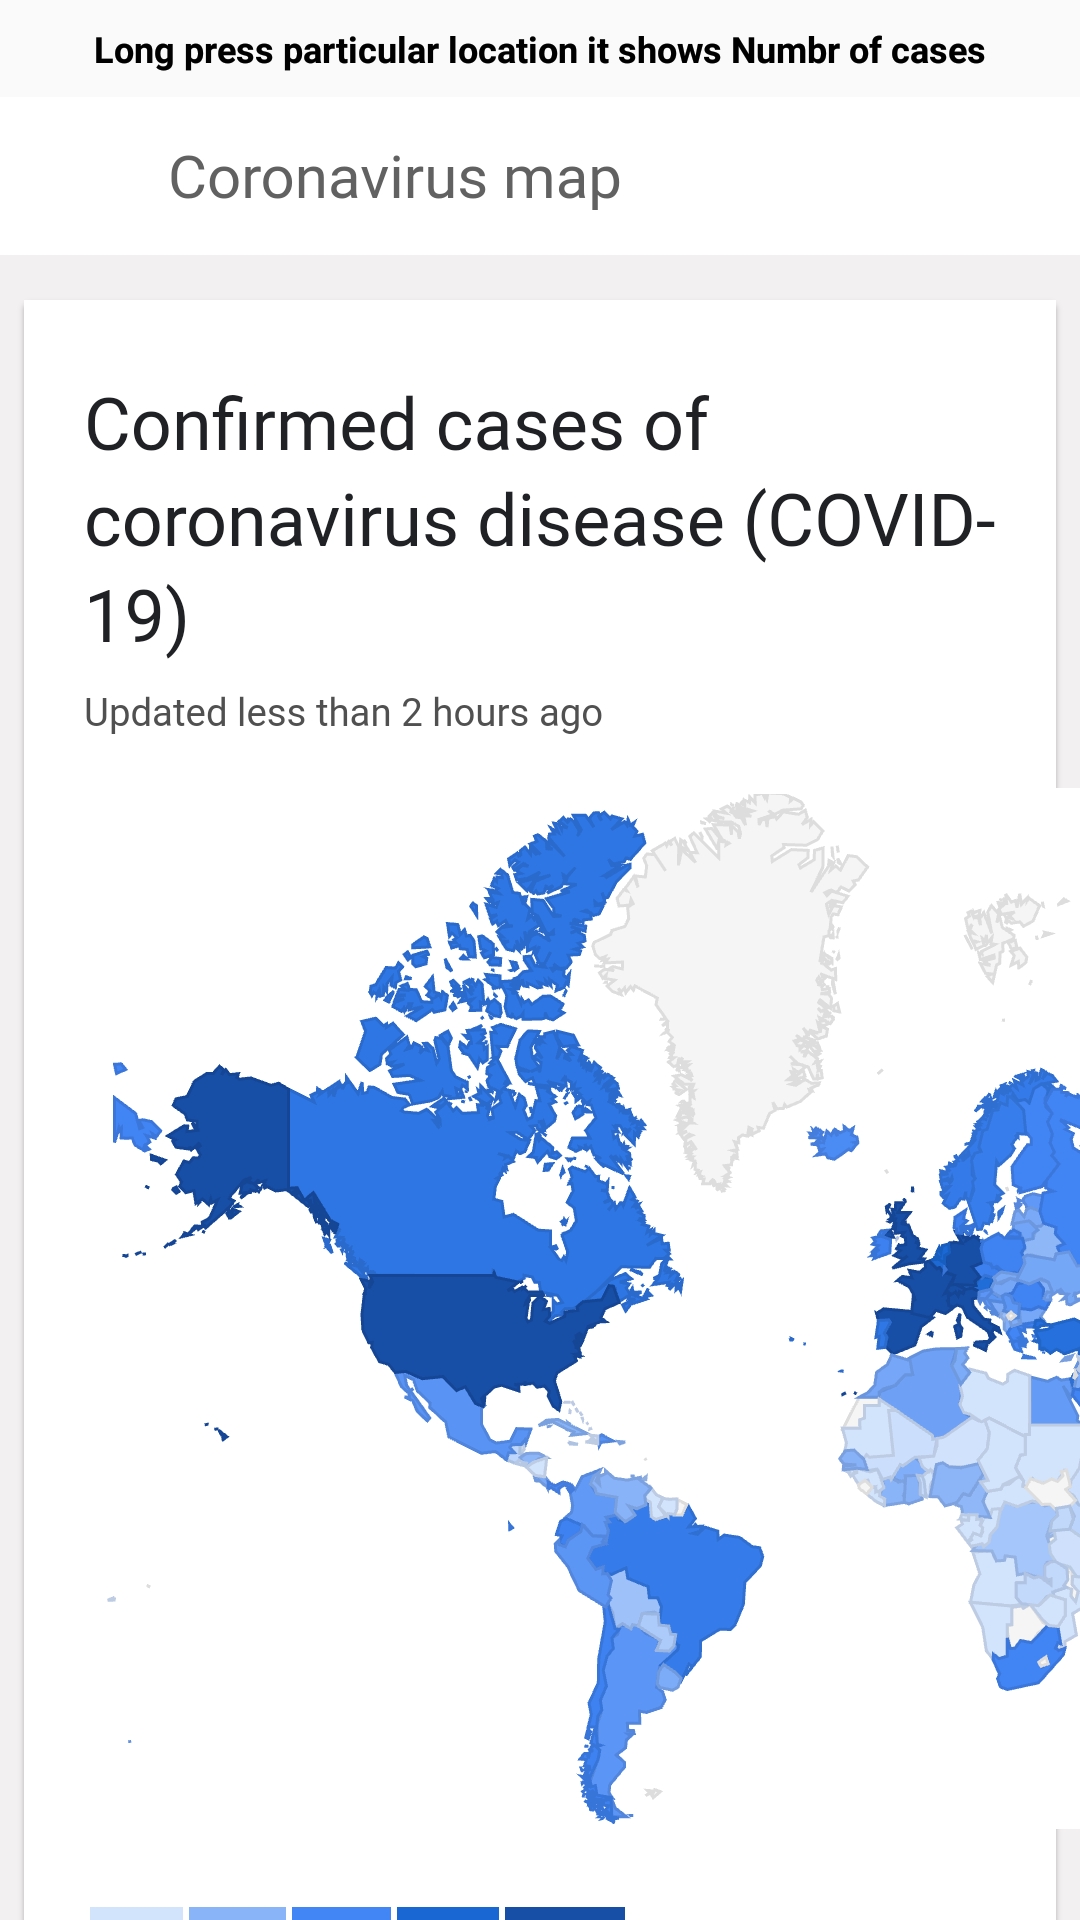 Long press particular location it shows Numbr of cases
Coronavirus map
Confirmed cases of
coronavirus disease (COVID-
19)
Updated less than 2 hours ago